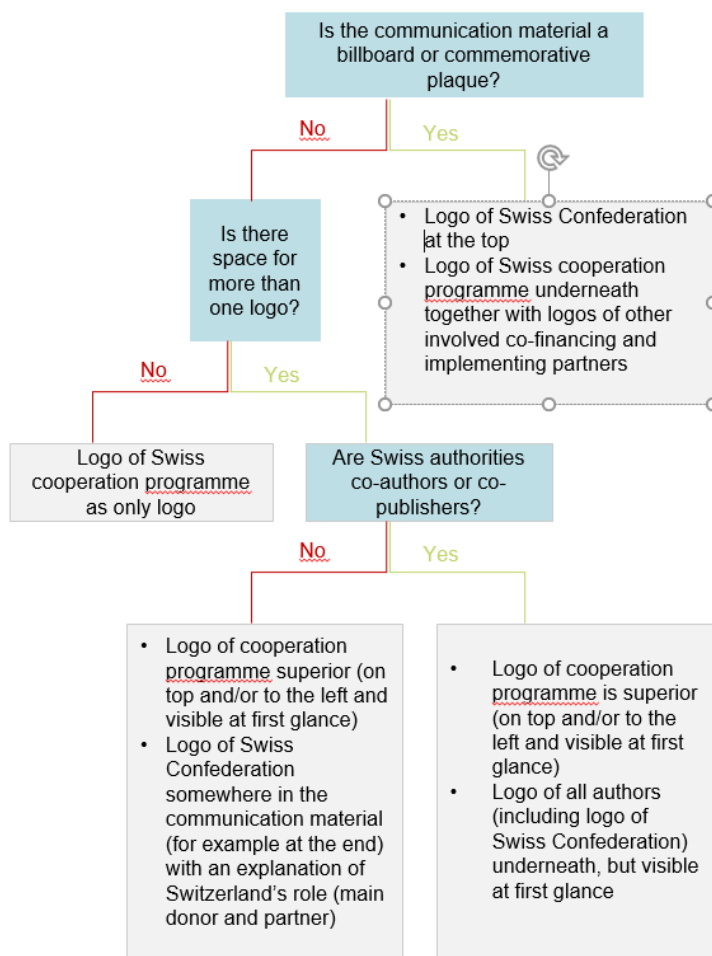 Is the communication material a
billboard or commemorative
plaque?
No
Yes
Is there
space for
more than
one logo?
• Logo of Swiss Confederation
at the top
• Logo of Swiss cooperation
programme underneath
together with logos of other
involved co-financing and
implementing partners
No
Yes
Logo of Swiss
cooperation programme
as only logo
Are Swiss authorities
co-authors or co-
publishers?
No
Yes
• Logo of cooperation
programme superior (on
top and/or to the left and
visible at first glance)
• Logo of Swiss
Confederation
somewhere in the
communication material
(for example at the end)
with an explanation of
Switzerland’s role (main
donor and partner)
• Logo of cooperation
programme is superior
(on top and/or to the
left and visible at first
glance)
• Logo of all authors
(including logo of
Swiss Confederation)
underneath, but visible
at first glance